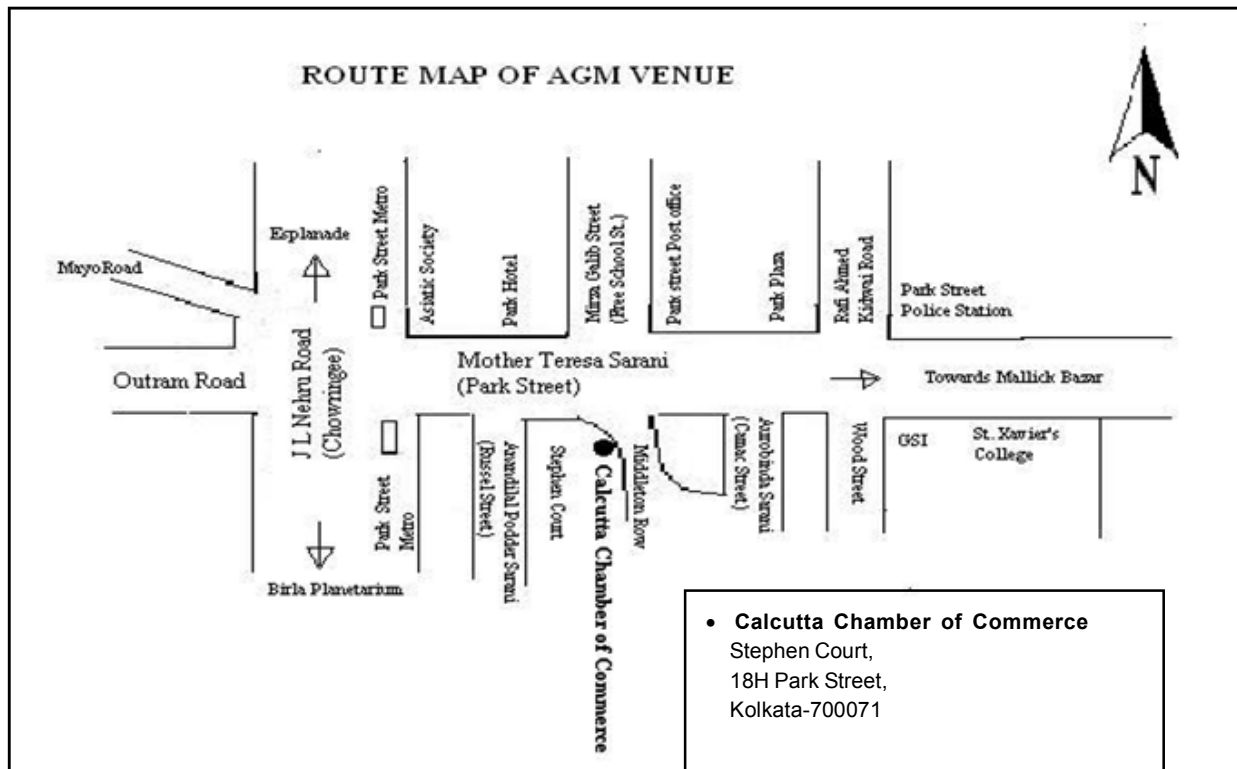 ROUTE MAP OF AGM VENUE
N
Esplanade
Mayo Road
Park Street Metro
Asiatic Society
Park Hotel
Mirza Galib Street
(Free School St.)
Park street Post office
Park Plaza
Rafi Ahmed
Kidwai Road
Park Street
Police Station
Outram Road
J L Nehru Road
(Chowringee)
Mother Teresa Sarani
(Park Street)
Towards Mallick Bazar
Park Street
Metro
Anandilal Podder Sarani
(Russel Street)
Stephen Court
Calcutta Chamber of Commerce
Middleton Row
Aurobinda Sarani
(Camac Street)
Wood Street
GSI
St. Xavier's
College
Birla Planetarium
• Calcutta Chamber of Commerce
Stephen Court,
18H Park Street,
Kolkata-700071